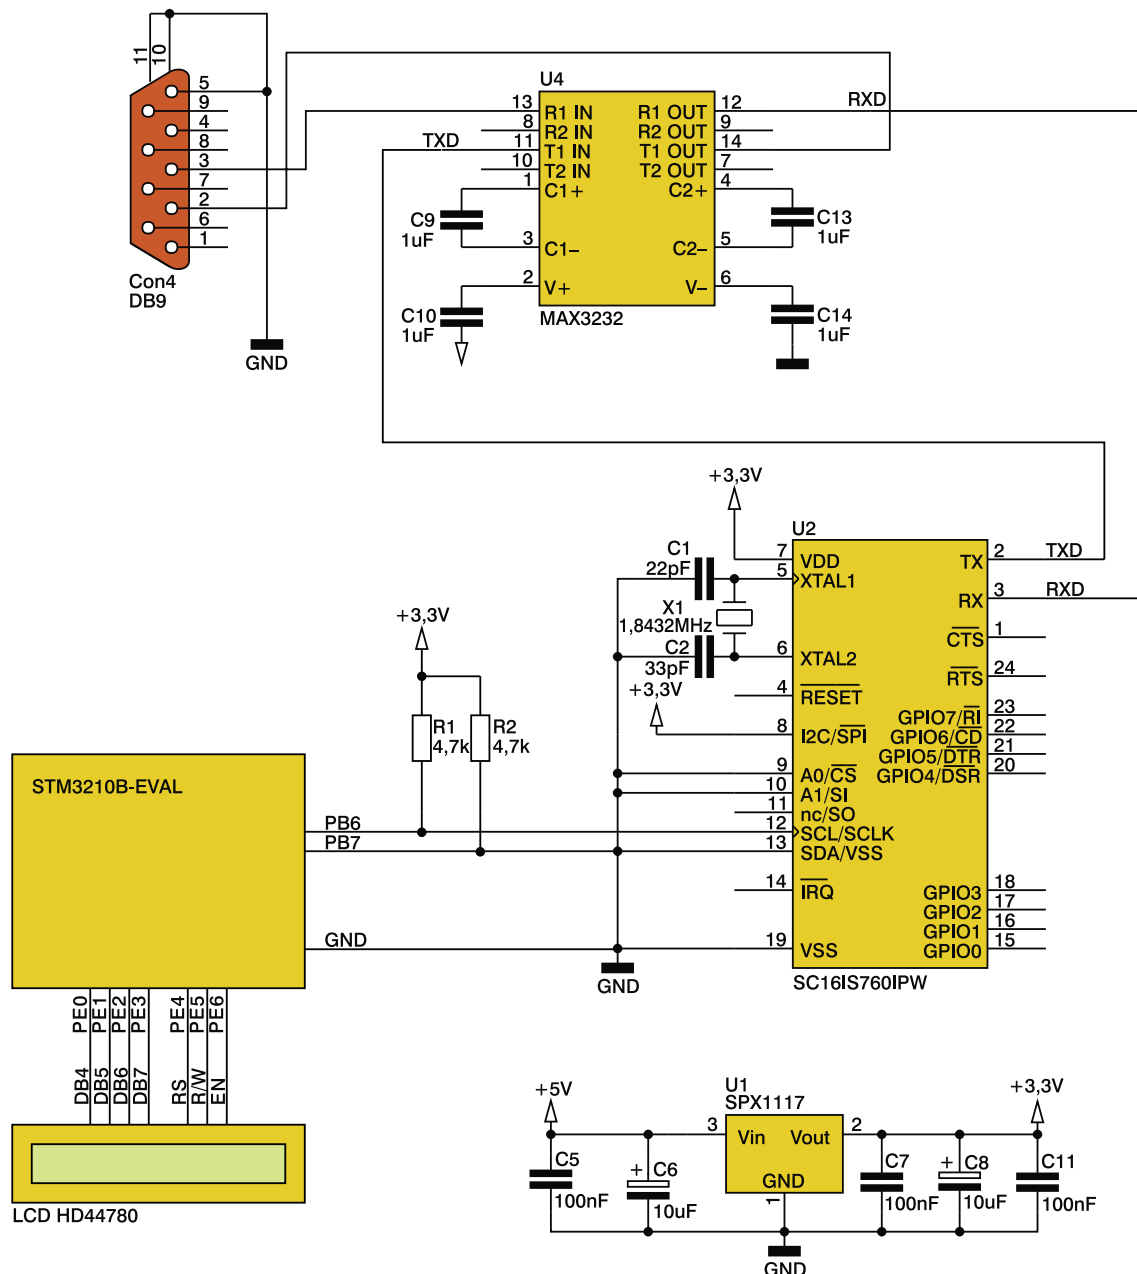 11
10
5
9
4
8
3
7
2
6
1
Con4
DB9
GND
U4
13 R1 IN R1 OUT 12 RXD
8 R2 IN R2 OUT 9
TXD 11 T1 IN T1 OUT 14
10 T2 IN T2 OUT 7
1 C1+ C2+ 4
C9
1uF
C13
1uF
3 C1– C2– 5
2 V+ V– 6
C10
1uF
C14
1uF
MAX3232
+3,3V
U2
7 VDD TX 2 TXD
C1
22pF
5 XTAL1
RX 3 RXD
X1
1,8432MHz
CTS 1
C2
33pF
6 XTAL2
RTS 24
+3,3V
4 RESET
GPIO7/RI 23
8 I2C/SPI GPIO6/CD 22
GPIO5/DTR 21
9 A0/CS GPIO4/DSR 20
10 A1/SI
11 nc/SO
12 SCL/SCLK
13 SDA/VSS
14 IRQ GPIO3 18
GPIO2 17
GPIO1 16
19 VSS GPIO0 15
GND
SC16IS760IPW
+3,3V
R1
4,7k
R2
4,7k
STM3210B-EVAL
PB6
PB7
GND
PE0
PE1
PE2
PE3
PE4
PE5
PE6
DB4
DB5
DB6
DB7
RS
R/W
EN
LCD HD44780
+5V
U1
SPX1117
+3,3V
3 Vin Vout 2
GND
1
C5
100nF
+ C6
10uF
C7
100nF
+ C8
10uF
C11
100nF
GND